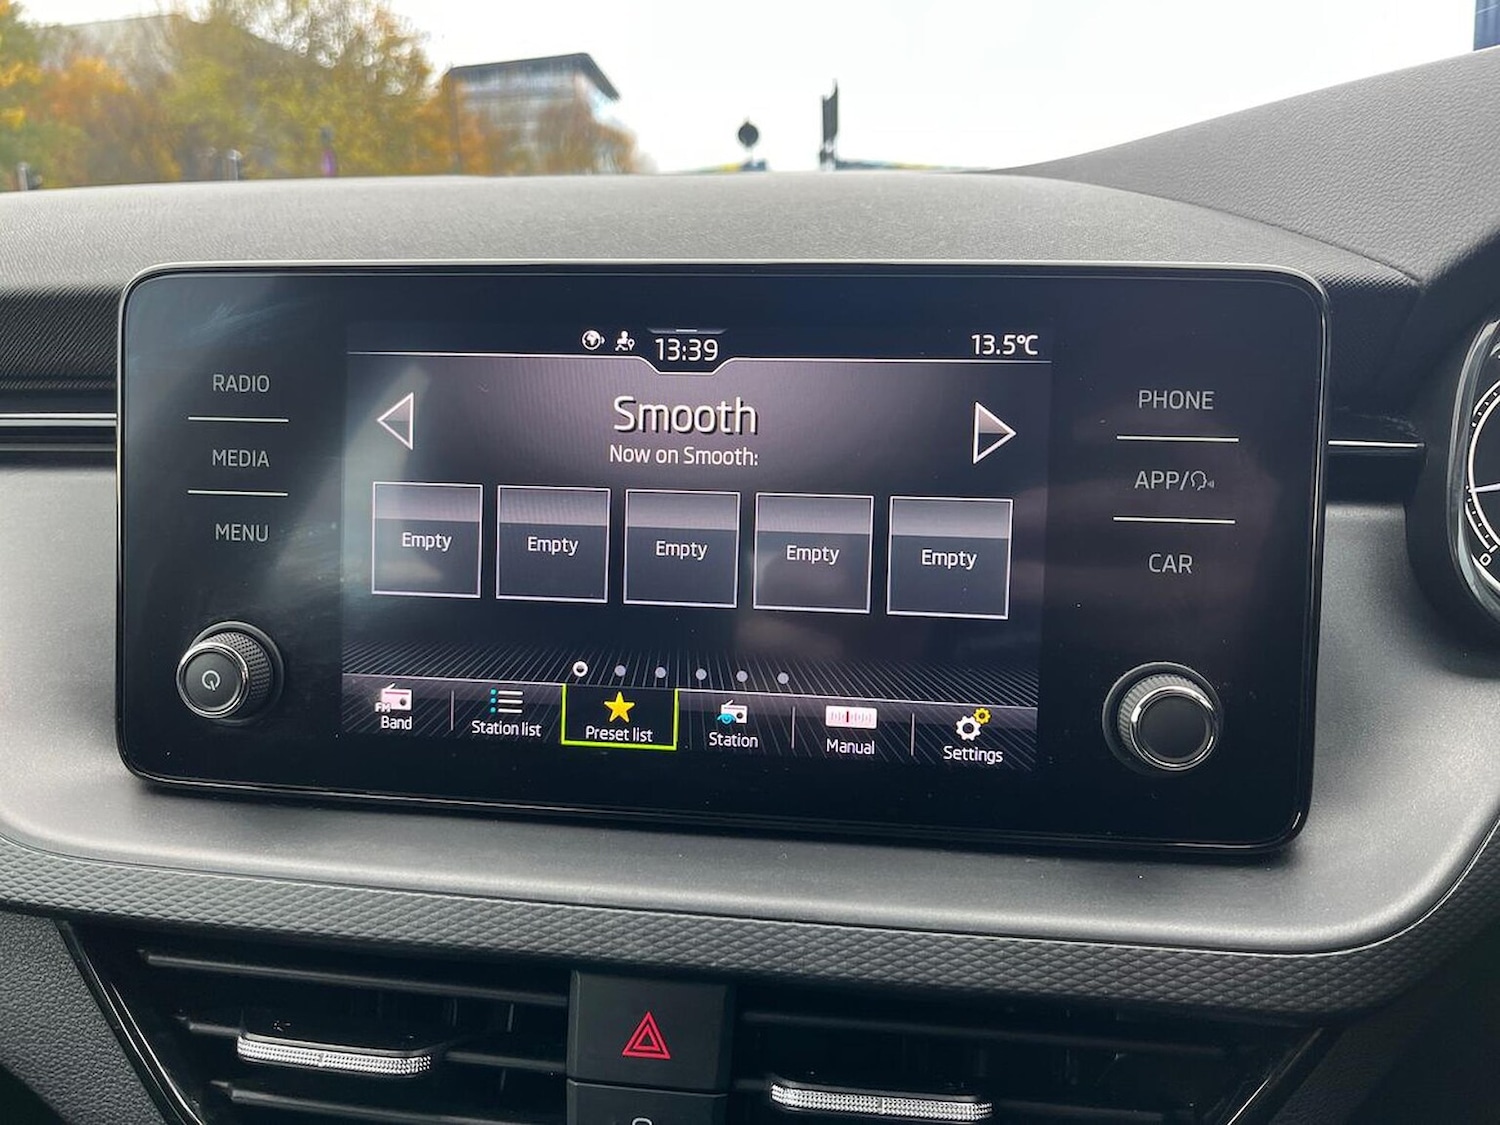 13:39
13.5°C
RADIO
MEDIA
MENU
Smooth
Now on Smooth:
Empty
Empty
Empty
Empty
Empty
FM
Band
Station list
Preset list
Station
Manual
Settings
PHONE
APP/
CAR
0